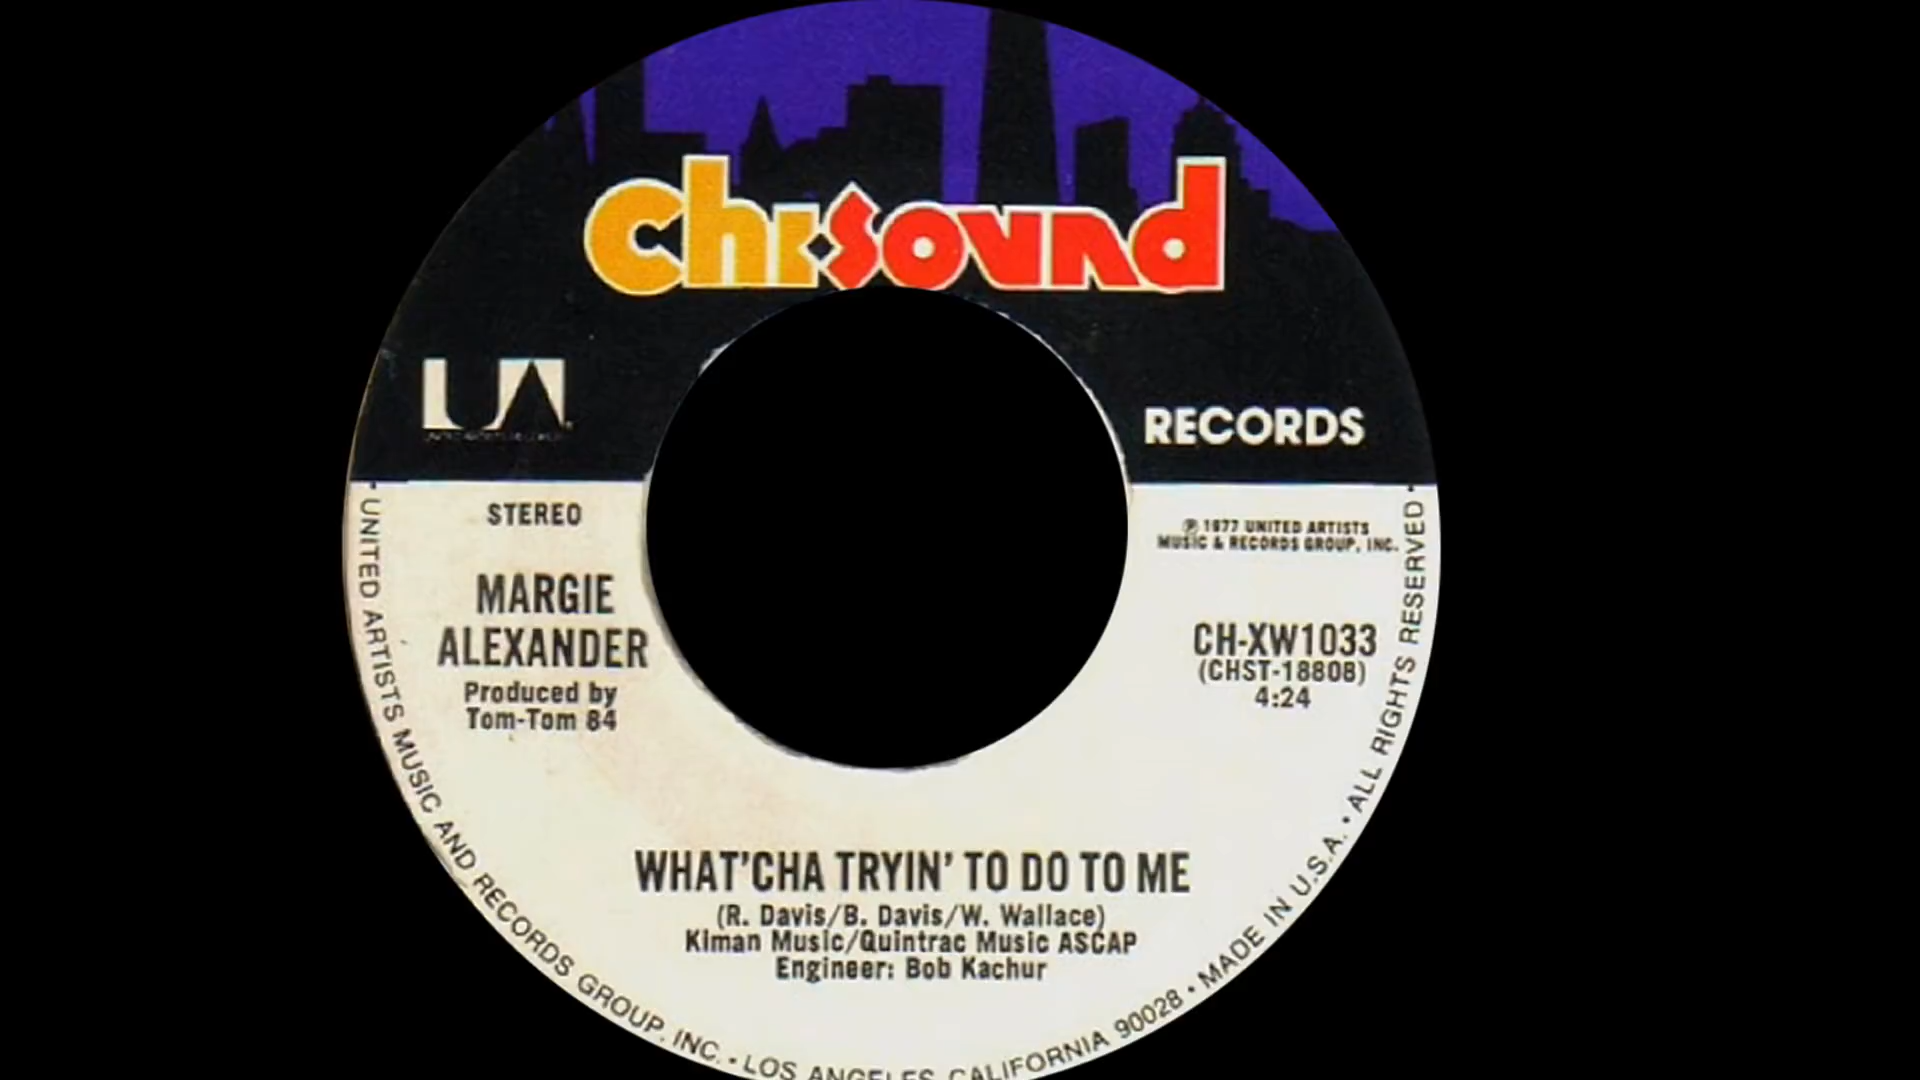 Chi-Sound
UA
RECORDS
STEREO
MARGIE
ALEXANDER
Produced by
Tom-Tom 84
℗ 1977 UNITED ARTISTS
MUSIC & RECORDS GROUP, INC.
CH-XW1033
(CHST-18808)
4:24
WHAT'CHA TRYIN' TO DO TO ME
(R. Davis/B. Davis/W. Wallace)
Kiman Music/Quintrac Music ASCAP
Engineer: Bob Kachur
• UNITED ARTISTS MUSIC AND RECORDS GROUP, INC. • LOS ANGELES, CALIFORNIA 90028 • MADE IN U.S.A. • ALL RIGHTS RESERVED •